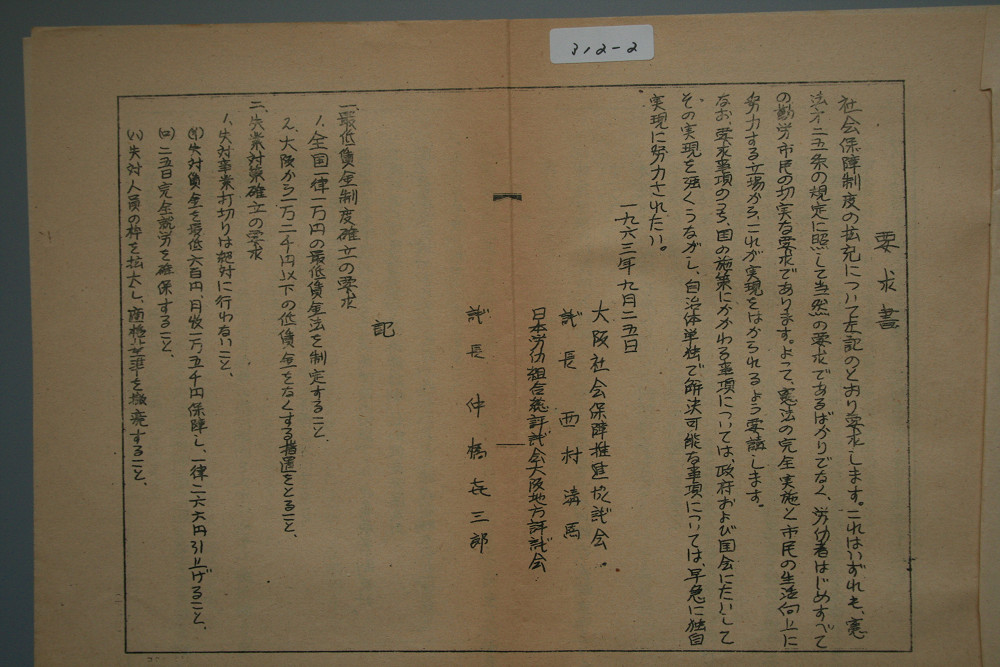 312-2
要求書
社会保障制度の拡充について左記のとおり要求します。これはいずれも、憲
法オ二五条の規定に照して当然の要求であるばかりでなく、労仂者はじめすべて
の勤労市民の切実な要求であります。よって、憲法の完全実施と市民の生活向上に
努力する立場から、これが実現をはかられるよう要請します。
なお、要求事項のうち、国の施策にかかわる事項については、政府および国会にたいして
その実現を強くうながし、自治体単独で解決可能な事項については、早急に独自
実現に努力されたい。
一九六三年九月二五日
大阪社会保障推進協議会
議長 西村満馬
日本労仂組合総評議会大阪地方評議会
議長 仲橋㐂三郎
記
一、最低賃金制度確立の要求
1、全国一律一万円の最低賃金法を制定すること、
2、大阪から一万二千円以下の低賃金をなくする措置をとること、
二、失業対策確立の要求
1、失対事業打切りは絶対に行わないこと、
(イ)失対賃金を最低六百円、月収一万五千円保障し、一律二六六円引上げること、
(ロ)二五日完全就労を確保すること、
(ハ)失対人員の枠を拡大し、適格基準を撤廃すること、